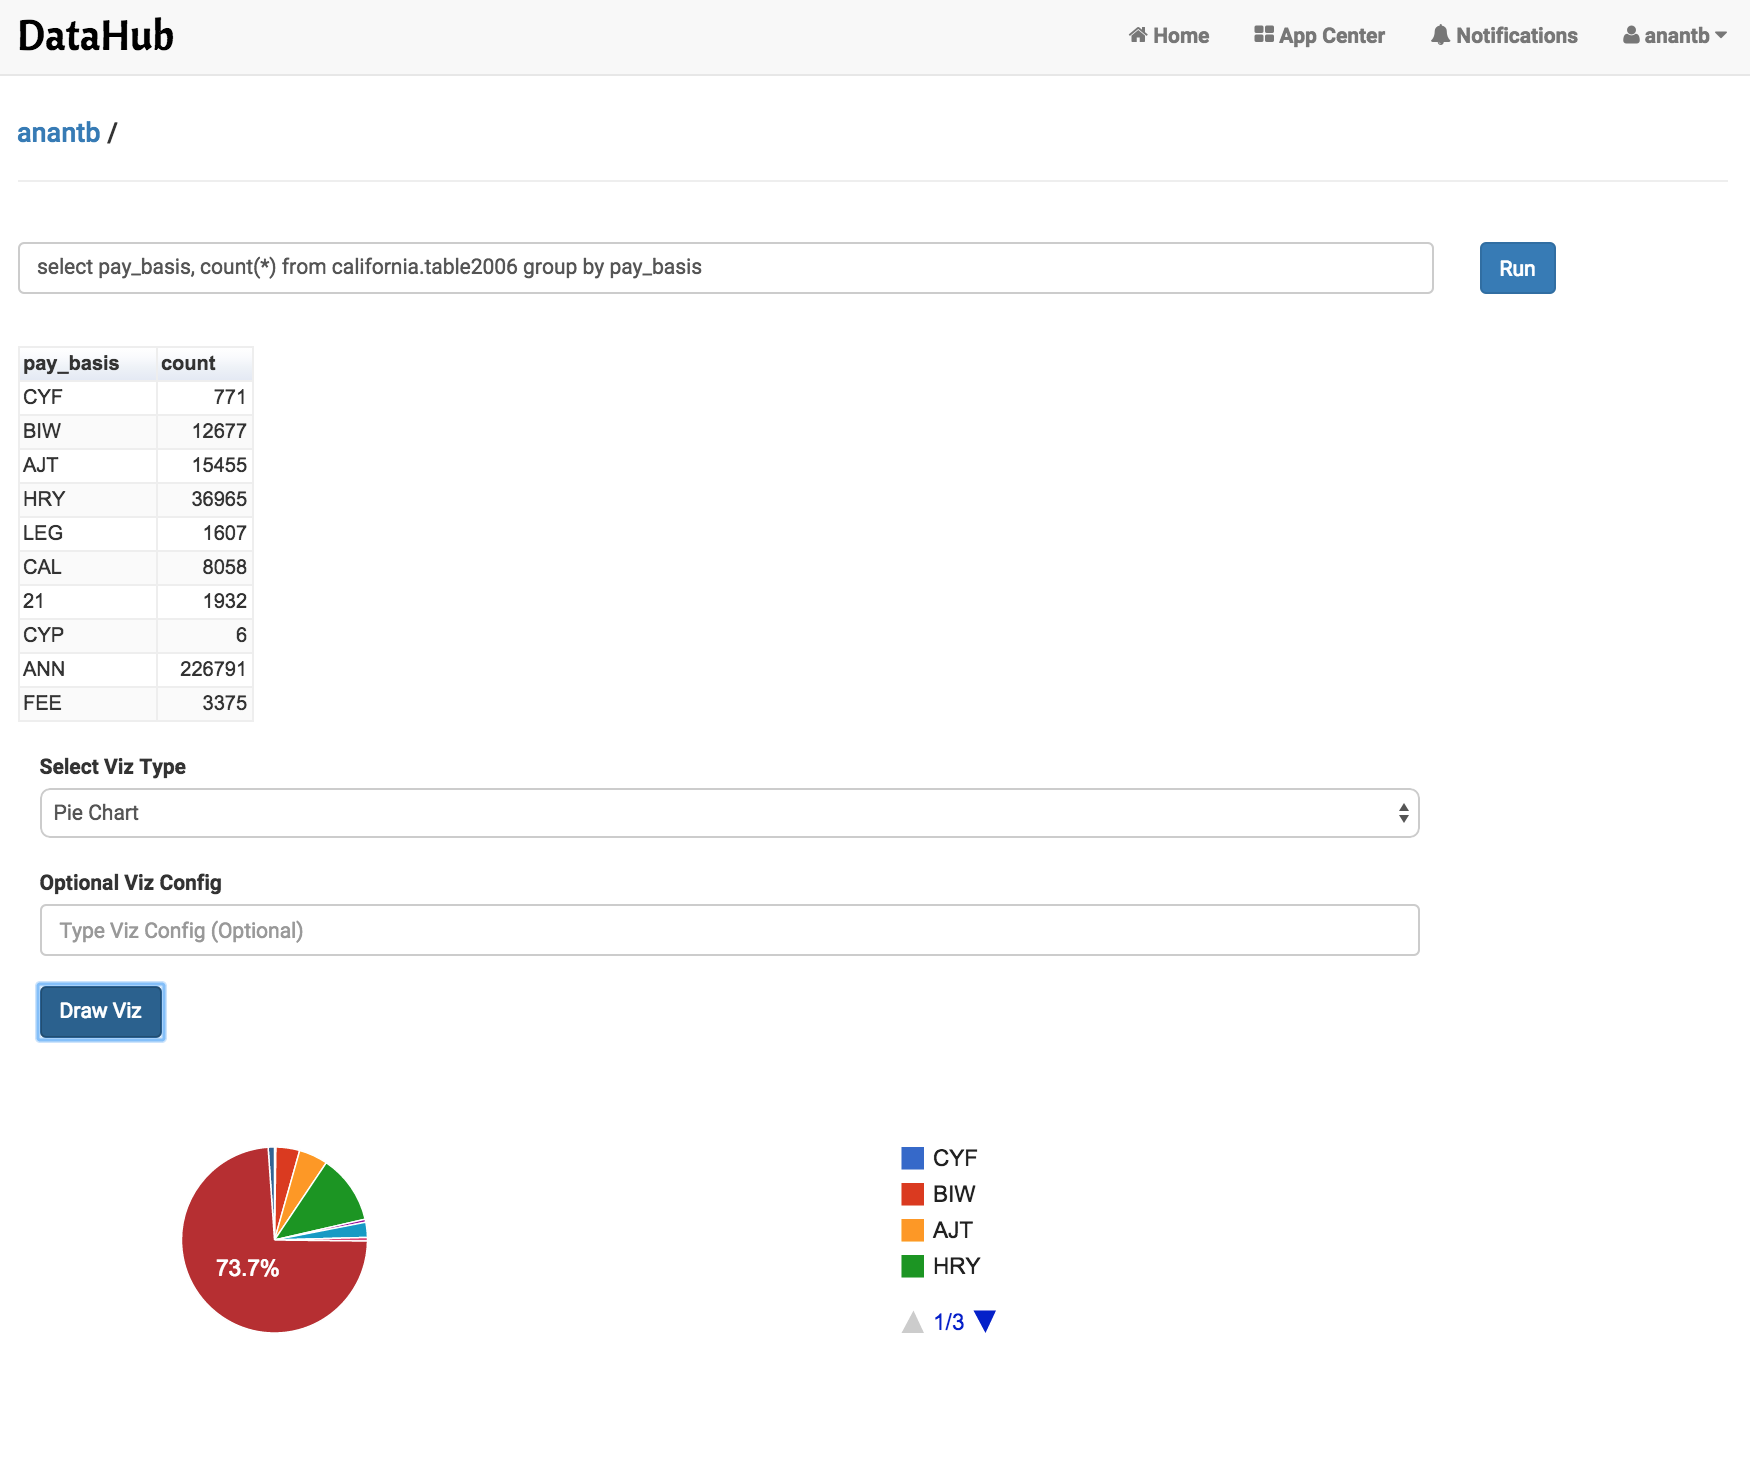 DataHub
Home App Center Notifications anantb
anantb /
select pay_basis, count(*) from california.table2006 group by pay_basis
Run
pay_basis count
CYF 771
BIW 12677
AJT 15455
HRY 36965
LEG 1607
CAL 8058
21 1932
CYP 6
ANN 226791
FEE 3375
Select Viz Type
Pie Chart
Optional Viz Config
Type Viz Config (Optional)
Draw Viz
73.7%
CYF
BIW
AJT
HRY
1/3